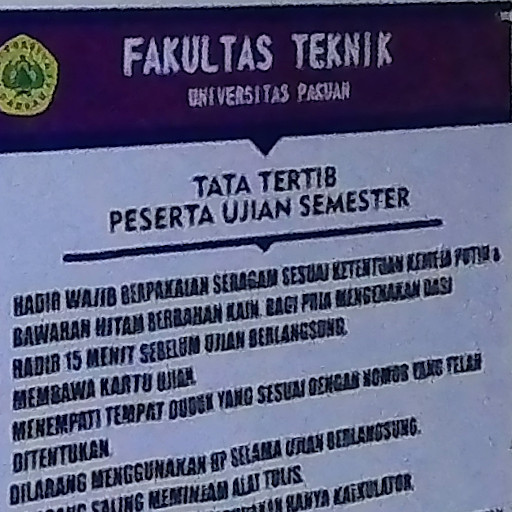 FAKULTAS TEKNIK
UNIVERSITAS PAKUAN
TATA TERTIB
PESERTA UJIAN SEMESTER
HADIR WAJIB BERPAKAIAN SERAGAM SESUAI KETENTUAN KEMEJA PUTIH &
BAWAHAN HITAM BERBAHAN KAIN. BAGI PRIA MENGENAKAN DASI
HADIR 15 MENIT SEBELUM UJIAN BERLANGSUNG.
MEMBAWA KARTU UJIAN.
MENEMPATI TEMPAT DUDUK YANG SESUAI DENGAN NOMOR YANG TELAH
DITENTUKAN.
DILARANG MENGGUNAKAN HP SELAMA UJIAN BERLANGSUNG.
SALING MEMINJAM ALAT TULIS.
HANYA KALKULATOR